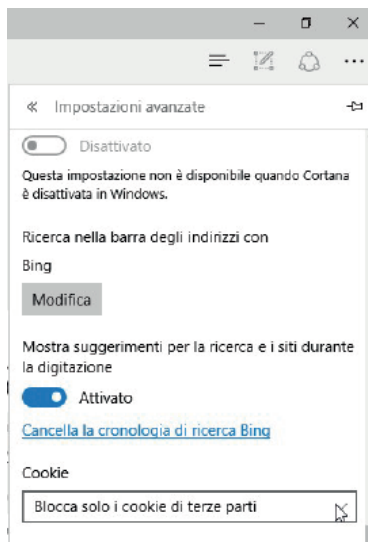 Impostazioni avanzate
Disattivato
Questa impostazione non è disponibile quando Cortana
è disattivata in Windows.
Ricerca nella barra degli indirizzi con
Bing
Modifica
Mostra suggerimenti per la ricerca e i siti durante
la digitazione
Attivato
Cancella la cronologia di ricerca Bing
Cookie
Blocca solo i cookie di terze parti